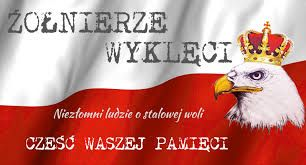 ŻOŁNIERZE
WYKLĘCI
Niezłomni ludzie o stalowej woli
CZEŚĆ WASZEJ PAMIĘCI